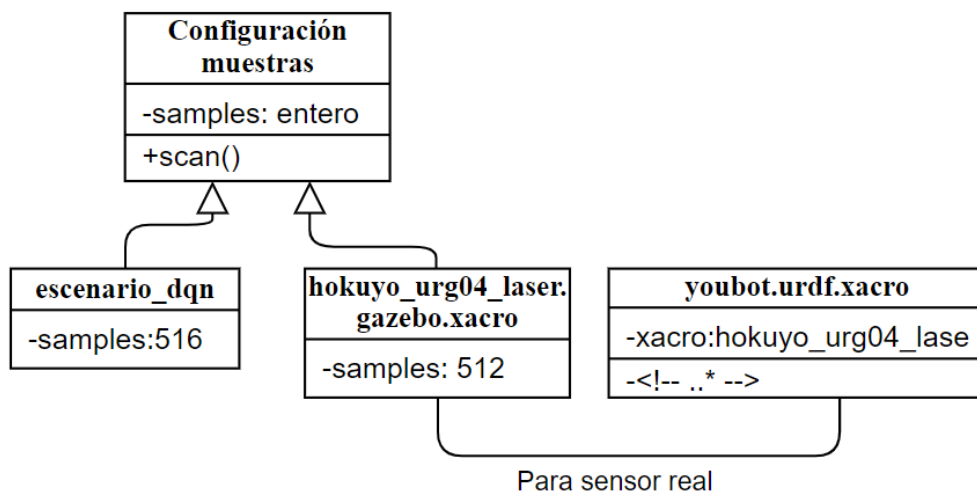 Configuración
muestras
-samples: entero
+scan()
escenario_dqn
-samples:516
hokuyo_urg04_laser.
gazebo.xacro
-samples: 512
youbot.urdf.xacro
-xacro:hokuyo_urg04_lase
-<!-- ..* -->
Para sensor real